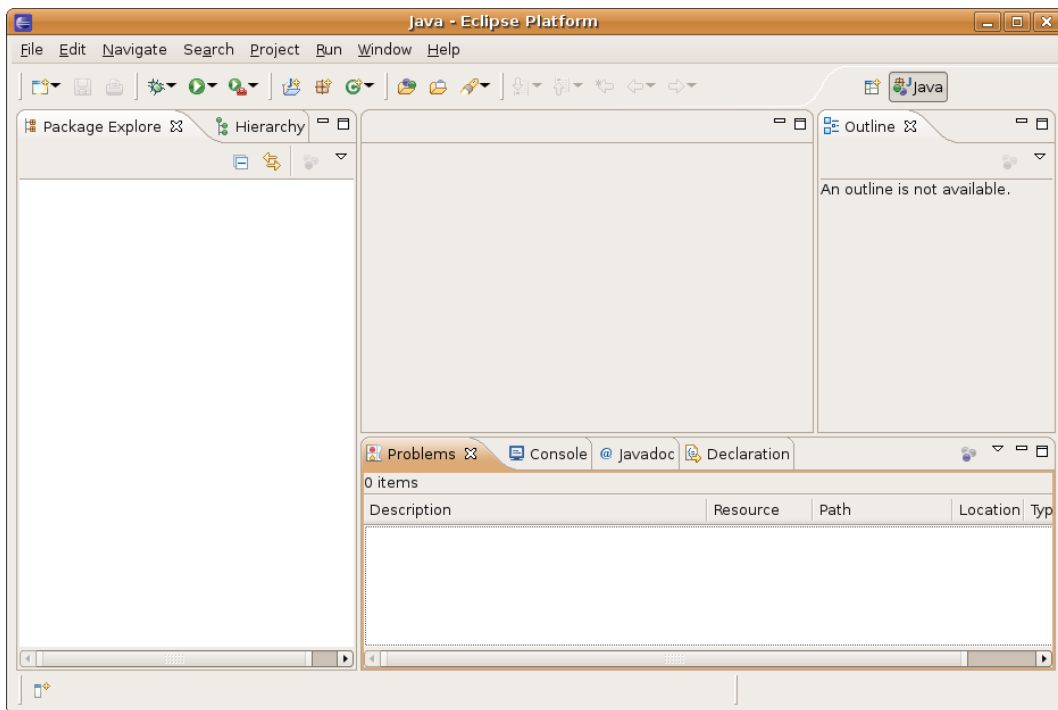 Java - Eclipse Platform
File Edit Navigate Search Project Run Window Help
Java
Package Explore Hierarchy
Outline
An outline is not available.
Problems Console @ Javadoc Declaration
0 items
Description Resource Path Location Typ